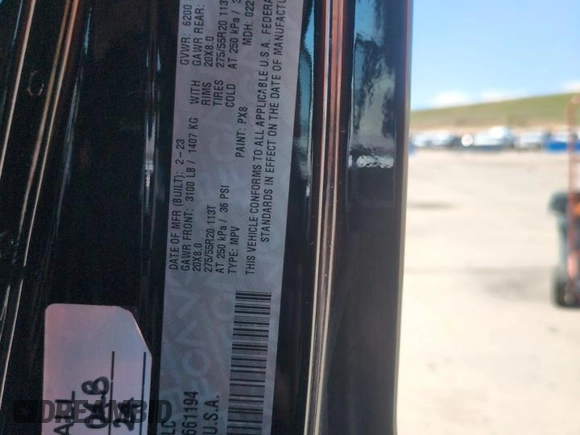 DATE OF MFR (BUILT): 2-23
GVWR: 6200
GAWR FRONT: 3100 LB / 1407 KG WITH
GAWR REAR:
20X8.0 RIMS
20X8.0
275/55R20 113T TIRES
275/55R20 113T
AT 250 kPa / 36 PSI COLD
AT 250 kPa /
TYPE: MPV PAINT: PX8 MDH: 022
THIS VEHICLE CONFORMS TO ALL APPLICABLE U.S.A. FEDERAL
STANDARDS IN EFFECT ON THE DATE OF MANUFACTURE
LC
661194
U.S.A.
DREAMBID